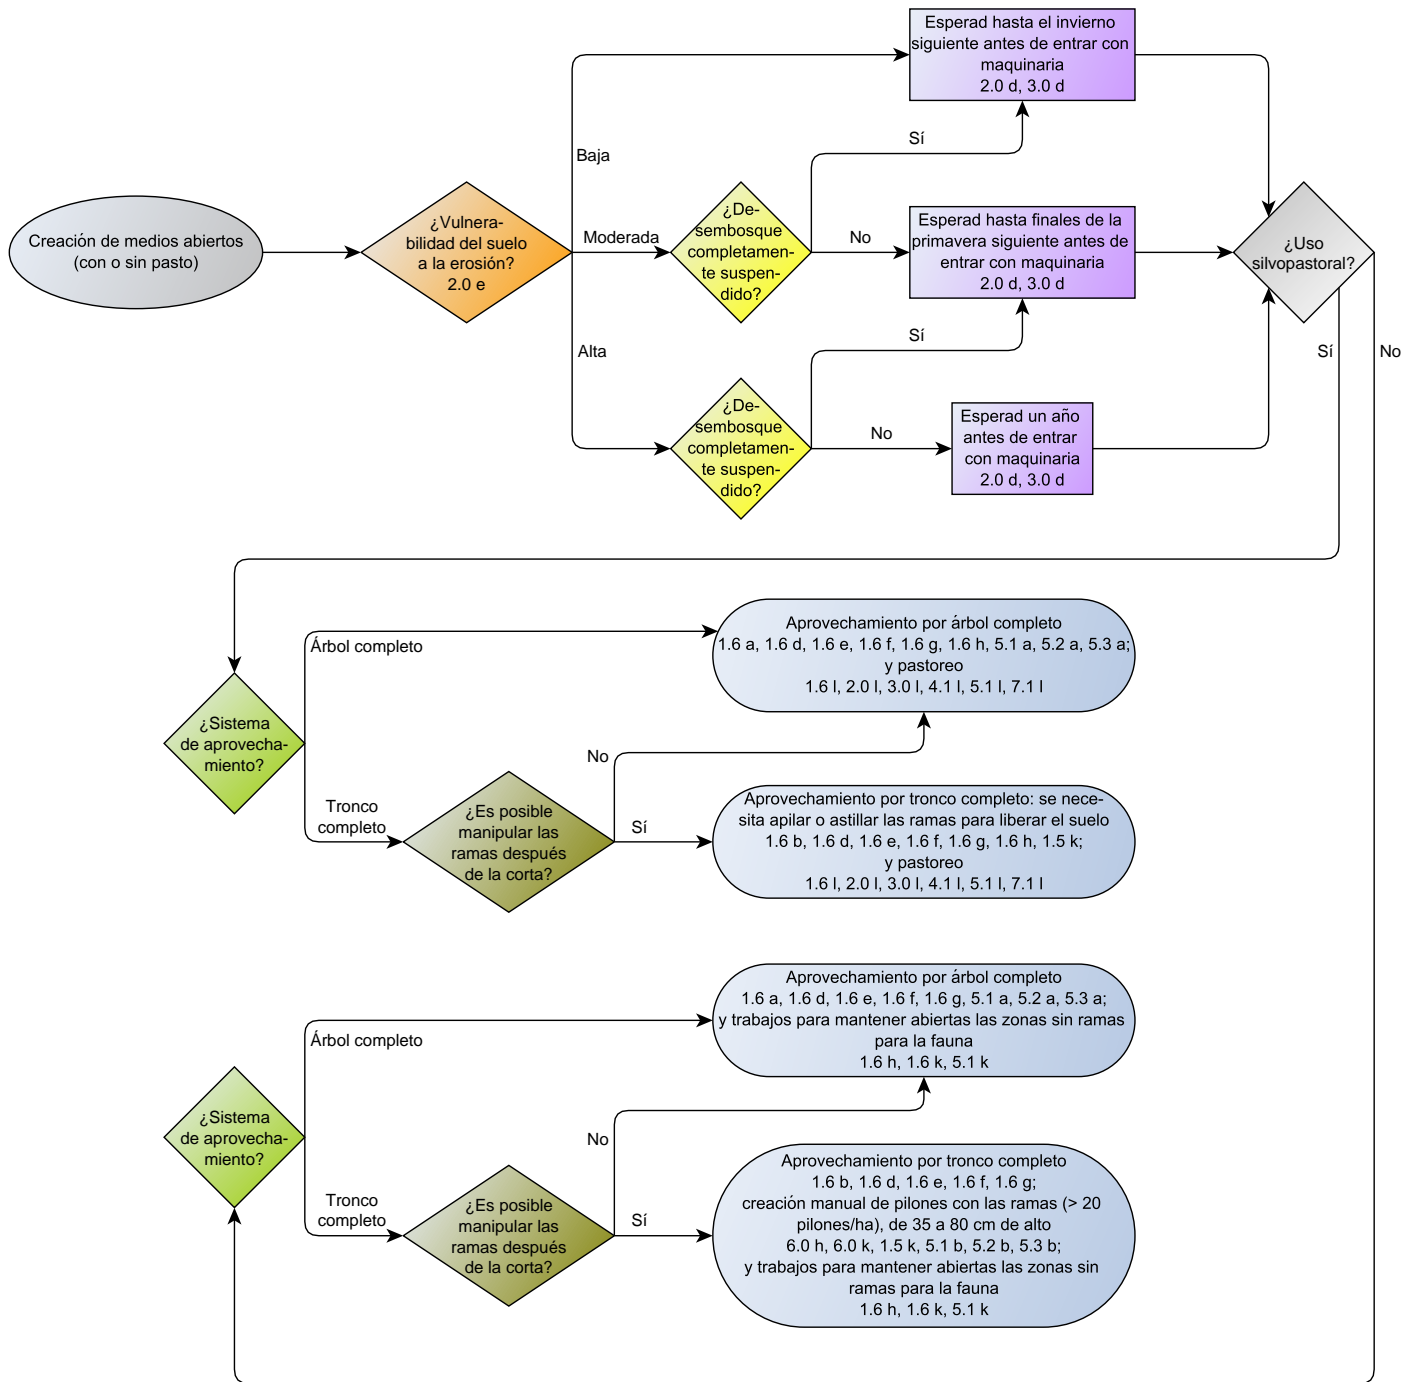 Creación de medios abiertos
(con o sin pasto)
¿Vulnera-
bilidad del suelo
a la erosión?
2.0 e
Baja
Moderada
Alta
¿De-
sembosque
completamen-
te suspen-
dido?
Sí
No
¿De-
sembosque
completamen-
te suspen-
dido?
Sí
No
Esperad hasta el invierno
siguiente antes de entrar con
maquinaria
2.0 d, 3.0 d
Esperad hasta finales de la
primavera siguiente antes de
entrar con maquinaria
2.0 d, 3.0 d
Esperad un año
antes de entrar
con maquinaria
2.0 d, 3.0 d
¿Uso
silvopastoral?
Sí
No
¿Sistema
de aprovecha-
miento?
Árbol completo
Tronco
completo
¿Es posible
manipular las
ramas después
de la corta?
No
Sí
Aprovechamiento por árbol completo
1.6 a, 1.6 d, 1.6 e, 1.6 f, 1.6 g, 1.6 h, 5.1 a, 5.2 a, 5.3 a;
y pastoreo
1.6 l, 2.0 l, 3.0 l, 4.1 l, 5.1 l, 7.1 l
Aprovechamiento por tronco completo: se nece-
sita apilar o astillar las ramas para liberar el suelo
1.6 b, 1.6 d, 1.6 e, 1.6 f, 1.6 g, 1.6 h, 1.5 k;
y pastoreo
1.6 l, 2.0 l, 3.0 l, 4.1 l, 5.1 l, 7.1 l
¿Sistema
de aprovecha-
miento?
Árbol completo
Tronco
completo
¿Es posible
manipular las
ramas después
de la corta?
No
Sí
Aprovechamiento por árbol completo
1.6 a, 1.6 d, 1.6 e, 1.6 f, 1.6 g, 5.1 a, 5.2 a, 5.3 a;
y trabajos para mantener abiertas las zonas sin ramas
para la fauna
1.6 h, 1.6 k, 5.1 k
Aprovechamiento por tronco completo
1.6 b, 1.6 d, 1.6 e, 1.6 f, 1.6 g;
creación manual de pilones con las ramas (> 20
pilones/ha), de 35 a 80 cm de alto
6.0 h, 6.0 k, 1.5 k, 5.1 b, 5.2 b, 5.3 b;
y trabajos para mantener abiertas las zonas sin
ramas para la fauna
1.6 h, 1.6 k, 5.1 k